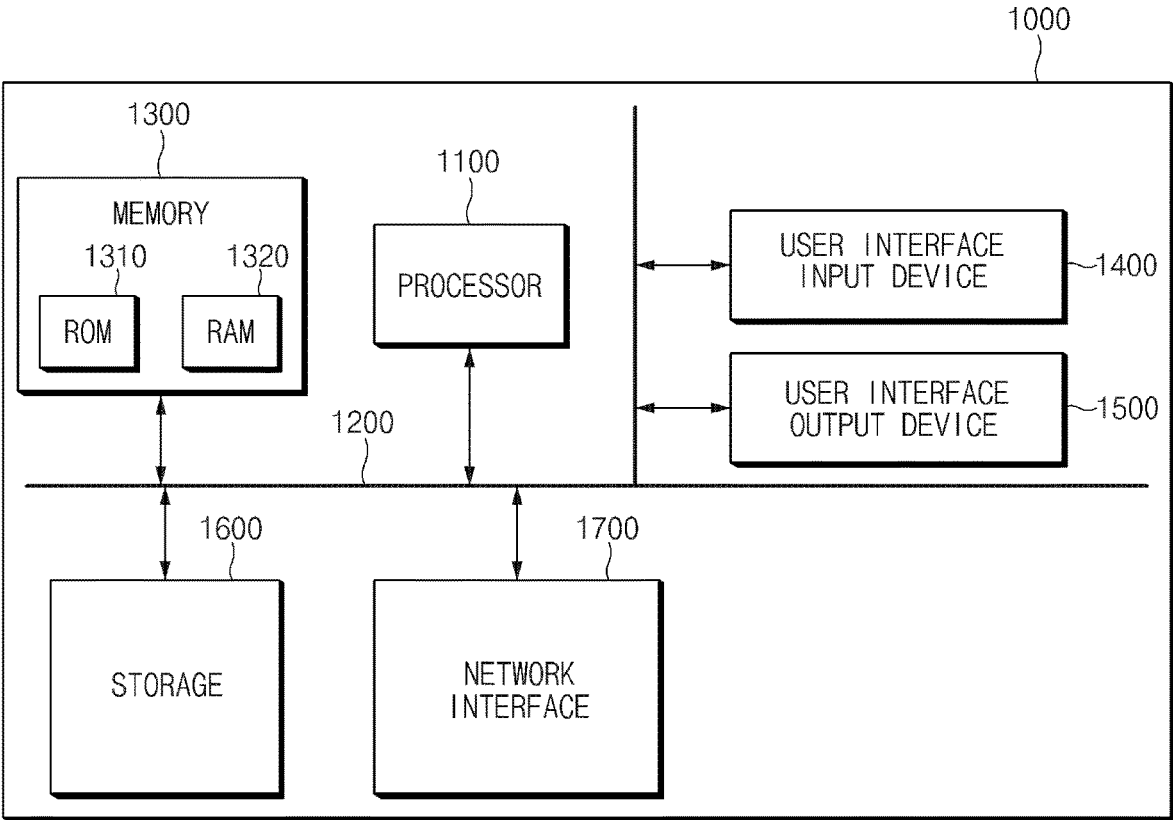 1000
1300
MEMORY
1310
1320
ROM
RAM
1100
PROCESSOR
USER INTERFACE
INPUT DEVICE
1400
USER INTERFACE
OUTPUT DEVICE
1500
1200
1600
STORAGE
1700
NETWORK
INTERFACE